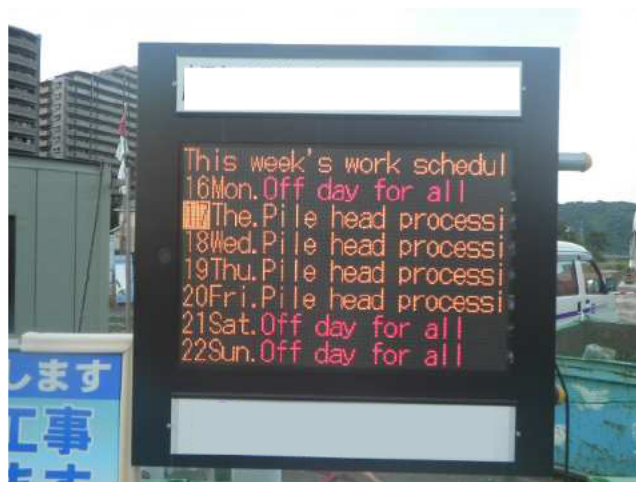 This week's work schedul
16Mon.Off day for all
17The.Pile head processi
18Wed.Pile head processi
19Thu.Pile head processi
20Fri.Pile head processi
21Sat.Off day for all
22Sun.Off day for all
します
工事
ます